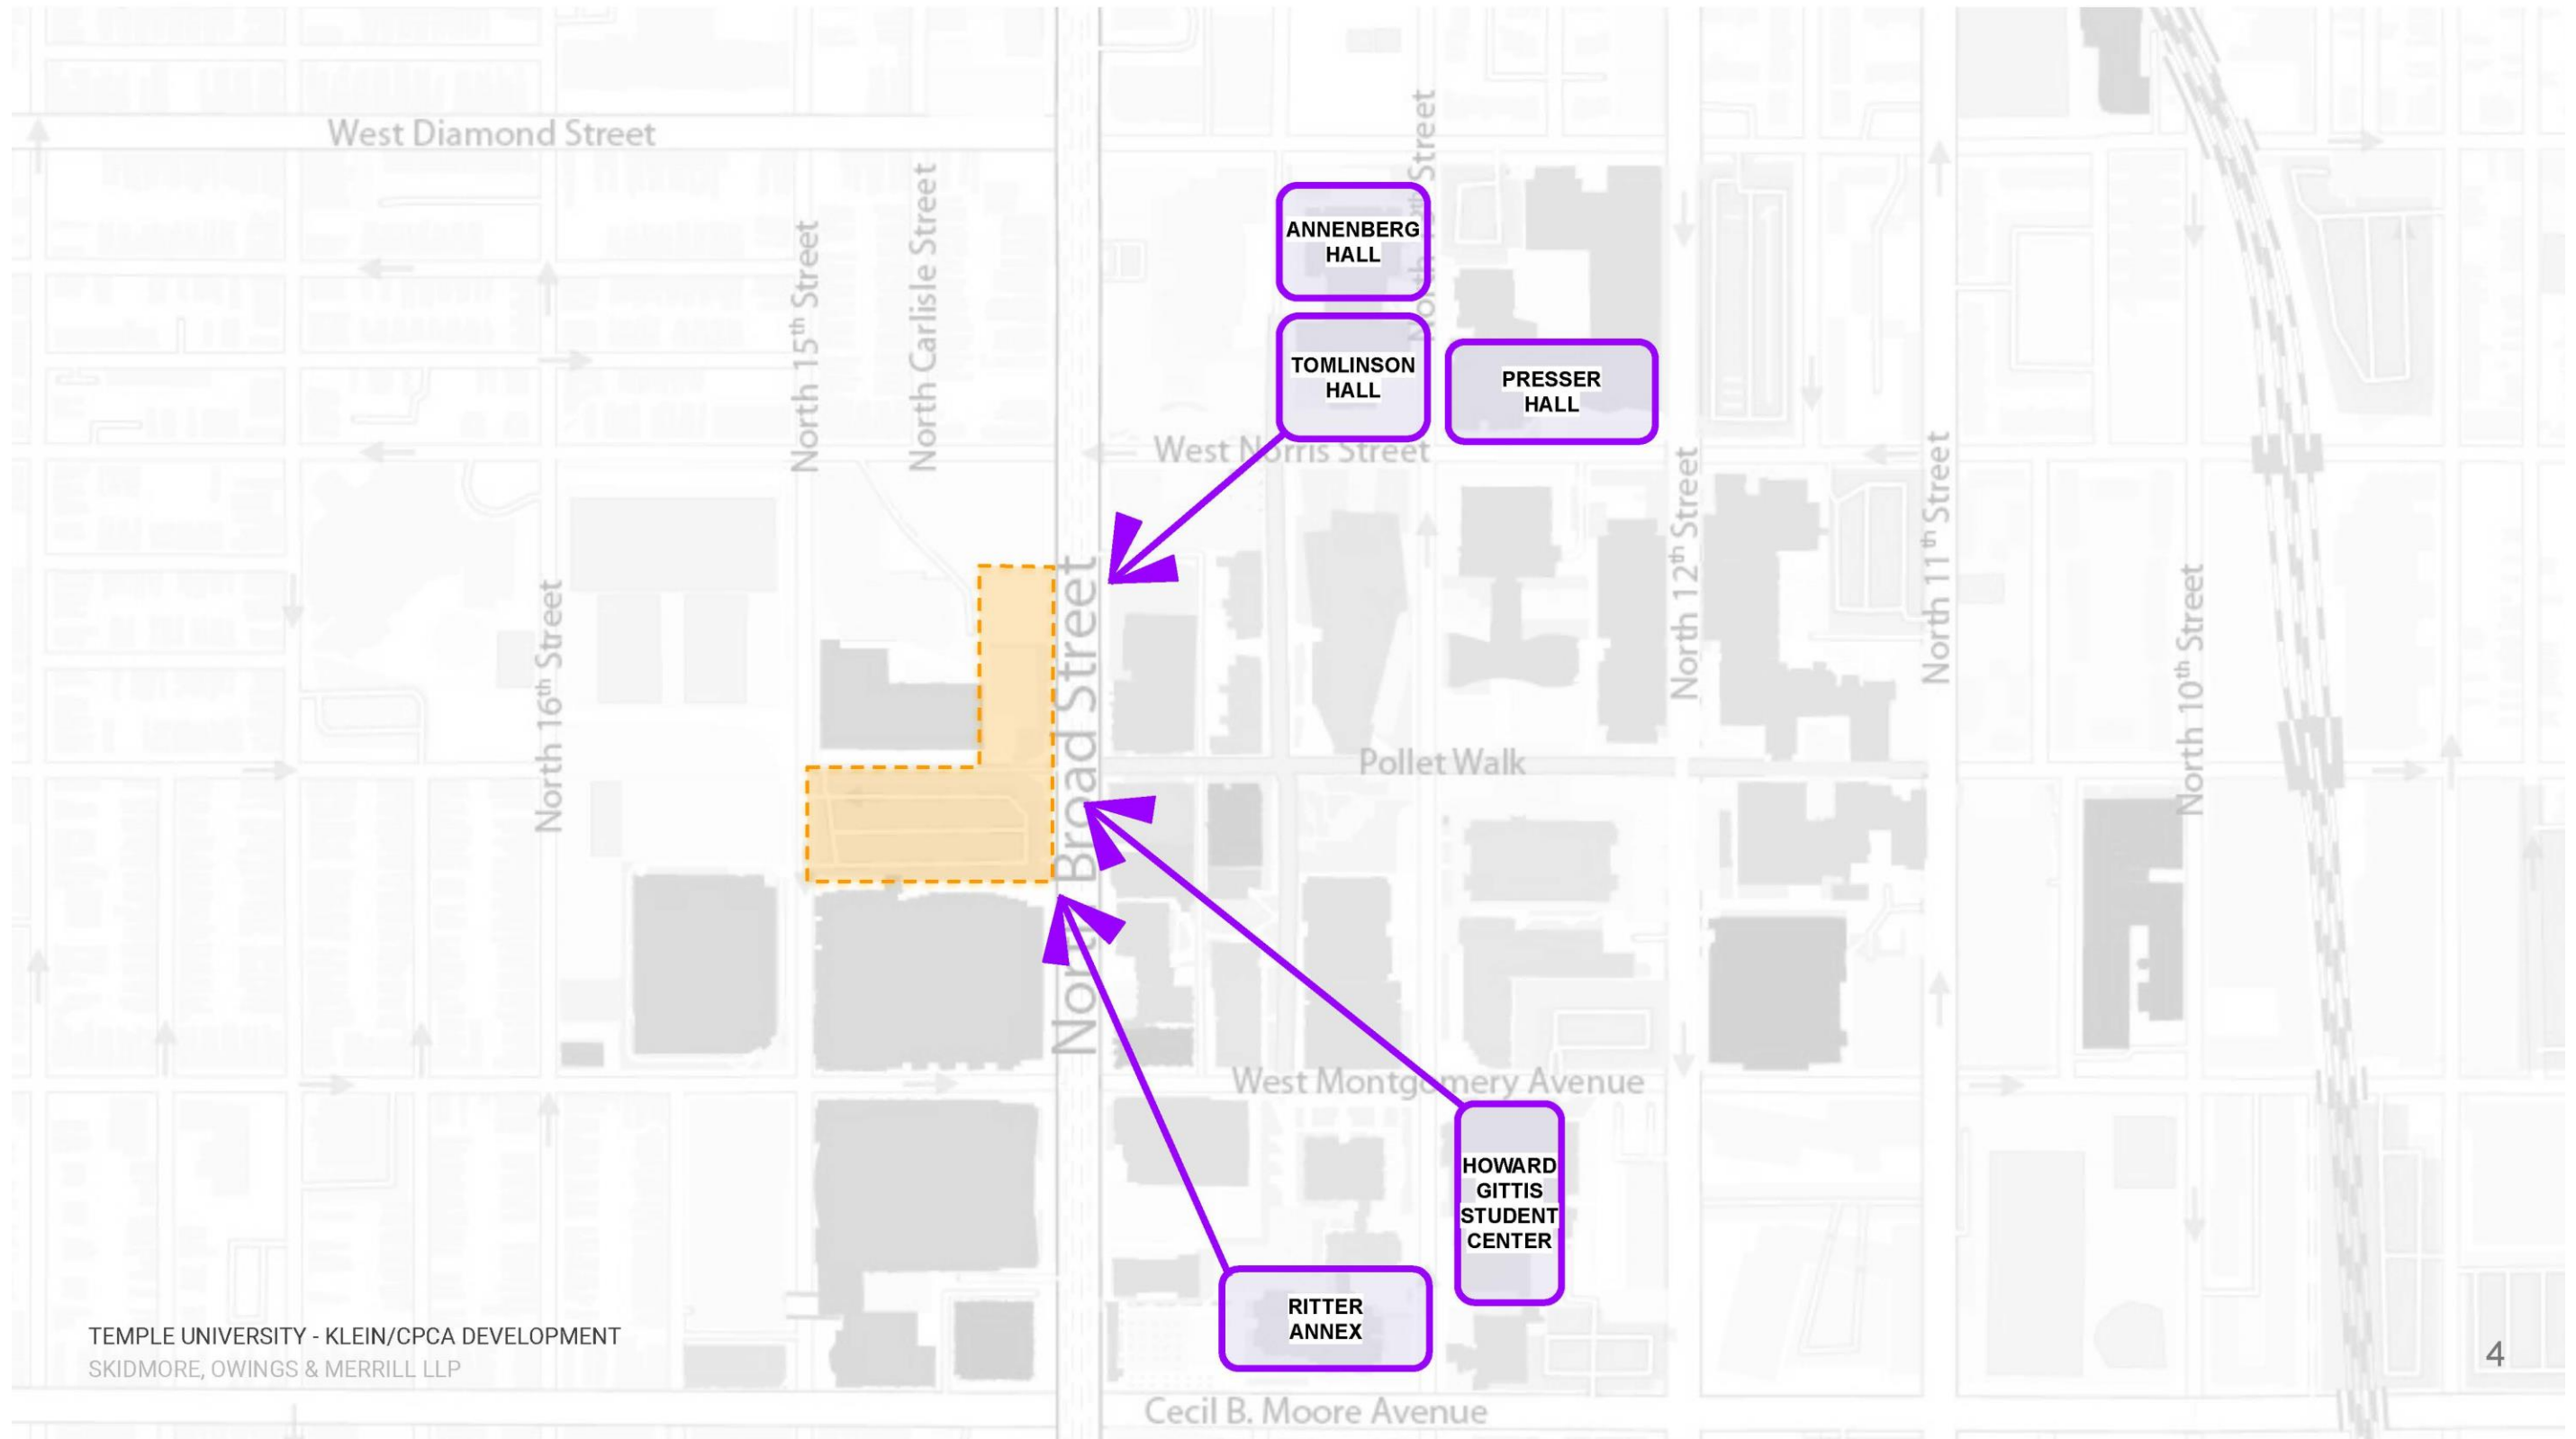 West Diamond Street
North 15th Street
North Carlisle Street
North Street
ANNENBERG
HALL
TOMLINSON
HALL
PRESSER
HALL
West Norris Street
North 12th Street
North 11th Street
North 16th Street
North Broad Street
North 10th Street
Pollet Walk
West Montgomery Avenue
HOWARD
GITTIS
STUDENT
CENTER
RITTER
ANNEX
TEMPLE UNIVERSITY - KLEIN/CPCA DEVELOPMENT
SKIDMORE, OWINGS & MERRILL LLP
4
Cecil B. Moore Avenue